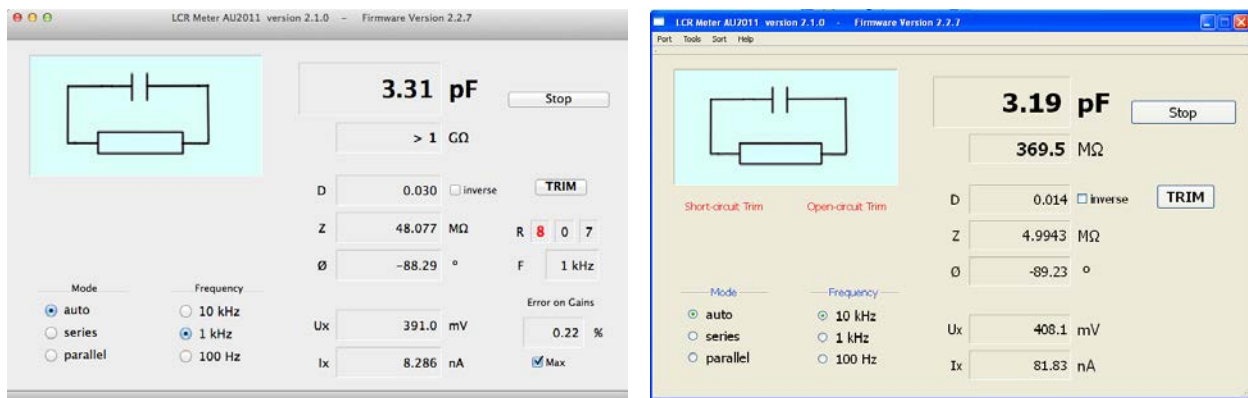 LCR Meter AU2011 version 2.1.0 - Firmware Version 2.2.7
3.31 pF
Stop
> 1 GΩ
D 0.030 inverse TRIM
Z 48.077 MΩ R 8 0 7
Ø -88.29 º F 1 kHz
Mode Frequency Error on Gains
auto 10 kHz
Ux 391.0 mV 0.22 %
series 1 kHz
parallel 100 Hz
Ix 8.286 nA Max
LCR Meter AU2011 version 2.1.0 - Firmware Version 2.2.7
Port Tools Sort Help
3.19 pF
Stop
369.5 MΩ
Short-circuit Trim Open-circuit Trim
D 0.014 inverse TRIM
Z 4.9943 MΩ
Ø -89.23 º
Mode Frequency
auto 10 kHz
Ux 408.1 mV
series 1 kHz
parallel 100 Hz
Ix 81.83 nA